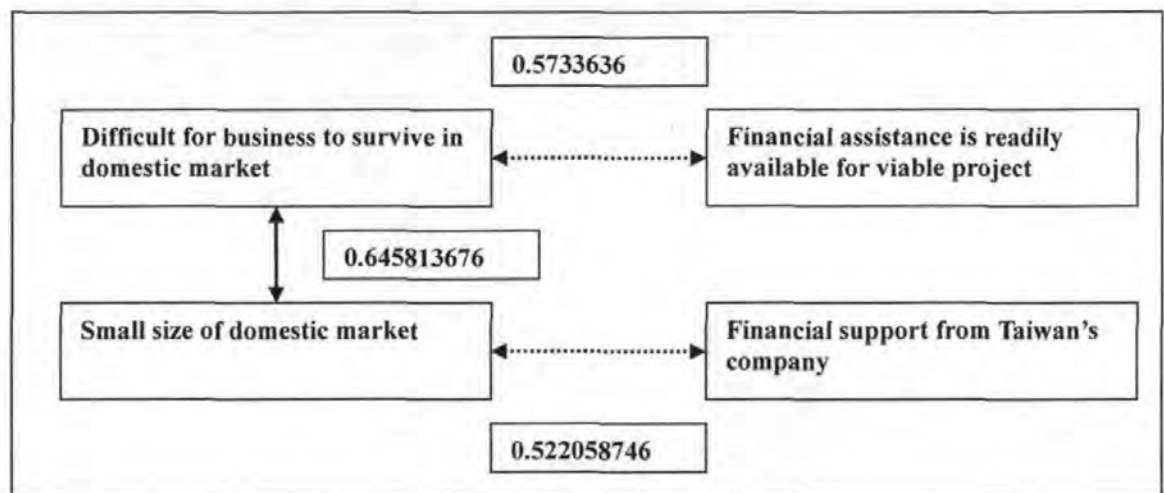 0.5733636
Difficult for business to survive in
domestic market
Financial assistance is readily
available for viable project
0.645813676
Small size of domestic market
Financial support from Taiwan's
company
0.522058746